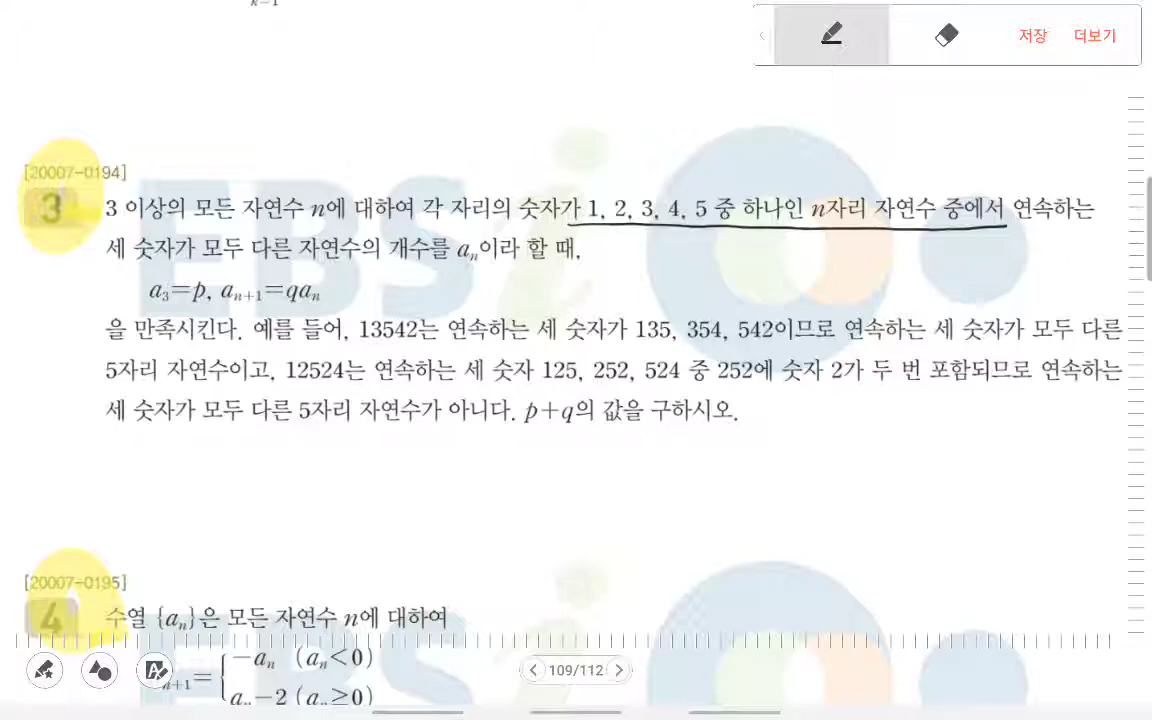 저장 더보기
[20007-0194]
3 3 이상의 모든 자연수 n에 대하여 각 자리의 숫자가 1, 2, 3, 4, 5 중 하나인 n자리 자연수 중에서 연속하는
세 숫자가 모두 다른 자연수의 개수를 aₙ이라 할 때,
a₃=p, aₙ₊₁=qaₙ
을 만족시킨다. 예를 들어, 13542는 연속하는 세 숫자가 135, 354, 542이므로 연속하는 세 숫자가 모두 다른
5자리 자연수이고, 12524는 연속하는 세 숫자 125, 252, 524 중 252에 숫자 2가 두 번 포함되므로 연속하는
세 숫자가 모두 다른 5자리 자연수가 아니다. p+q의 값을 구하시오.
EBSi
[20007-0195]
4 수열 {aₙ}은 모든 자연수 n에 대하여
ₙ₊₁= { -aₙ (aₙ<0)
aₙ-2 (aₙ≥0)
109/112